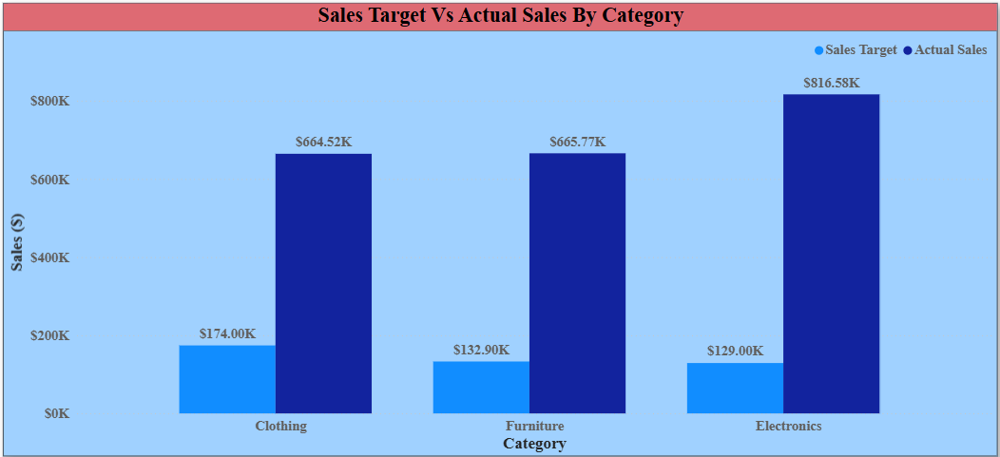 Sales Target Vs Actual Sales By Category
Sales Target Actual Sales
$816.58K
$800K
$664.52K
$665.77K
$600K
Sales ($)
$400K
$200K
$174.00K
$132.90K
$129.00K
$0K
Clothing
Furniture
Electronics
Category